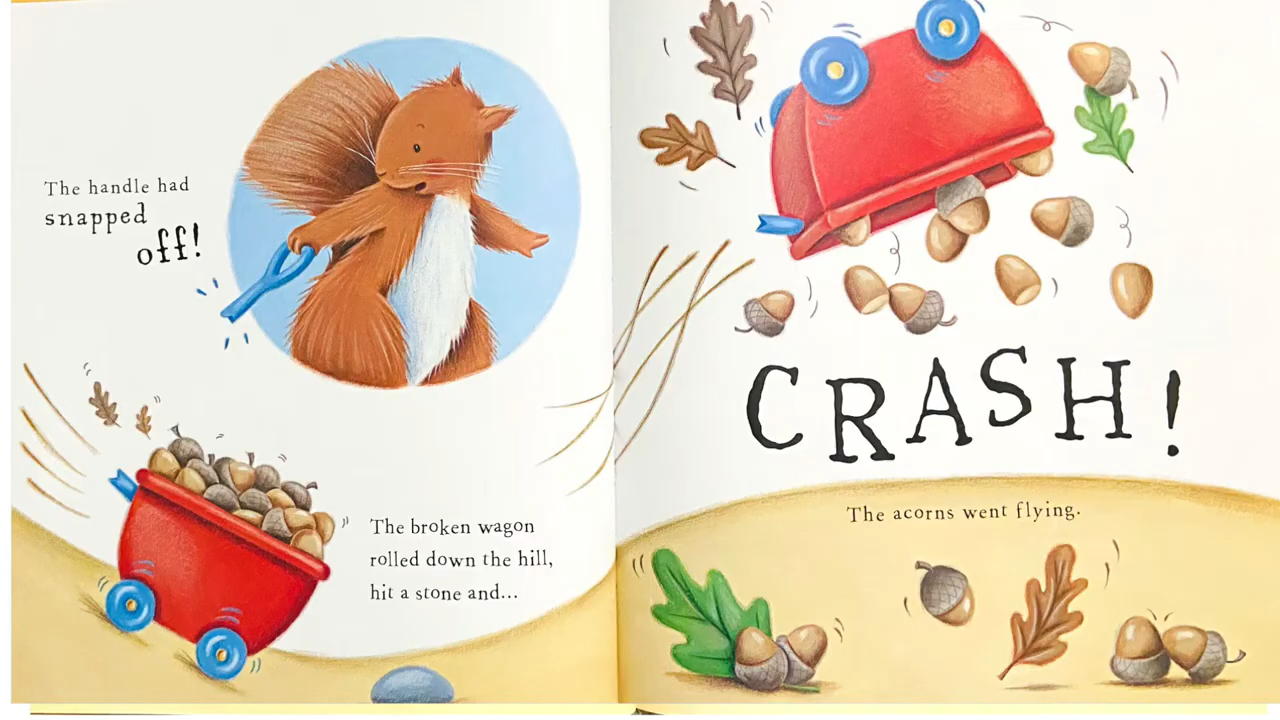 The handle had
snapped
off!
The broken wagon
rolled down the hill,
hit a stone and...
CRASH!
The acorns went flying.